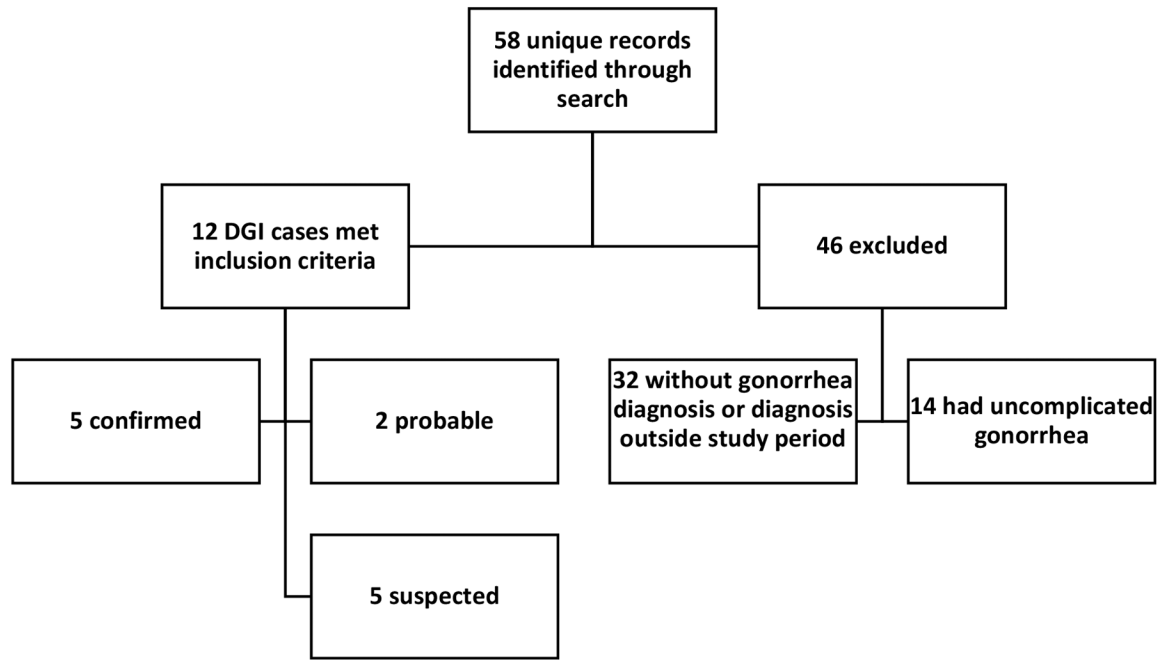 58 unique records
identified through
search
12 DGI cases met
inclusion criteria
46 excluded
5 confirmed
2 probable
32 without gonorrhea
diagnosis or diagnosis
outside study period
14 had uncomplicated
gonorrhea
5 suspected